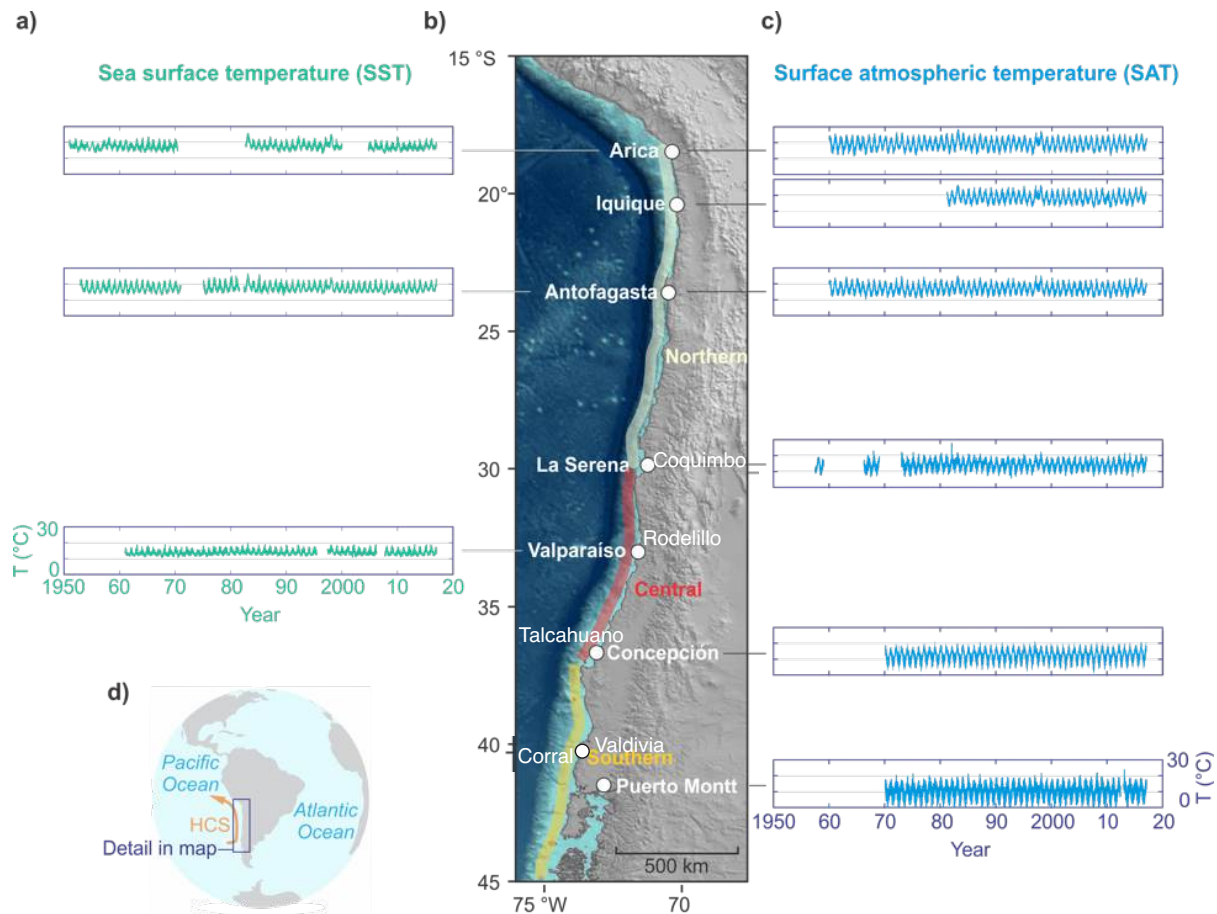 a)
Sea surface temperature (SST)
T (°C)
30
0
1950 60 70 80 90 2000 10 20
Year
b)
15 °S
20°
25
30
35
40
45
75 °W 70
Arica
Iquique
Antofagasta
Northern
La Serena
Coquimbo
Rodelillo
Valparaíso
Central
Talcahuano
Concepción
Valdivia
Corral
Southern
Puerto Montt
500 km
c)
Surface atmospheric temperature (SAT)
30
0
T (°C)
1950 60 70 80 90 2000 10 20
Year
d)
Pacific
Ocean
HCS
Atlantic
Ocean
Detail in map